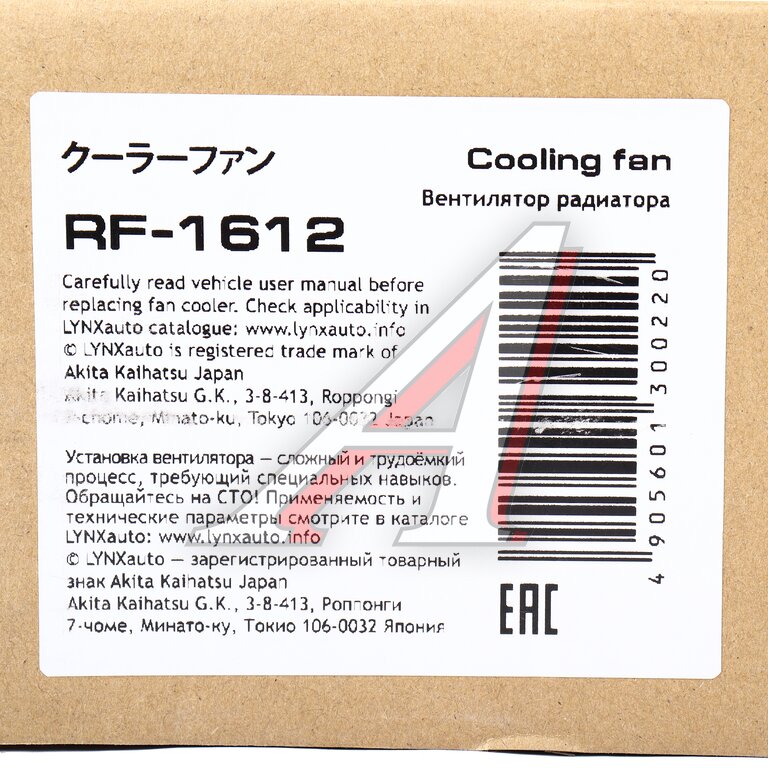 クーラーファン
Cooling fan
Вентилятор радиатора
RF-1612
Carefully read vehicle user manual before
replacing fan cooler. Check applicability in
LYNXauto catalogue: www.lynxauto.info
© LYNXauto is registered trade mark of
Akita Kaihatsu Japan
Akita Kaihatsu G.K., 3-8-413, Roppongi
7-chome, Minato-ku, Tokyo 106-0032 Japan
Установка вентилятора – сложный и трудоёмкий
процесс, требующий специальных навыков.
Обращайтесь на СТО! Применяемость и
технические параметры смотрите в каталоге
LYNXauto: www.lynxauto.info
© LYNXauto – зарегистрированный товарный
знак Akita Kaihatsu Japan
Akita Kaihatsu G.K., 3-8-413, Роппонги
7-чоме, Минато-ку, Токио 106-0032 Япония
4 905601 300220
EAC